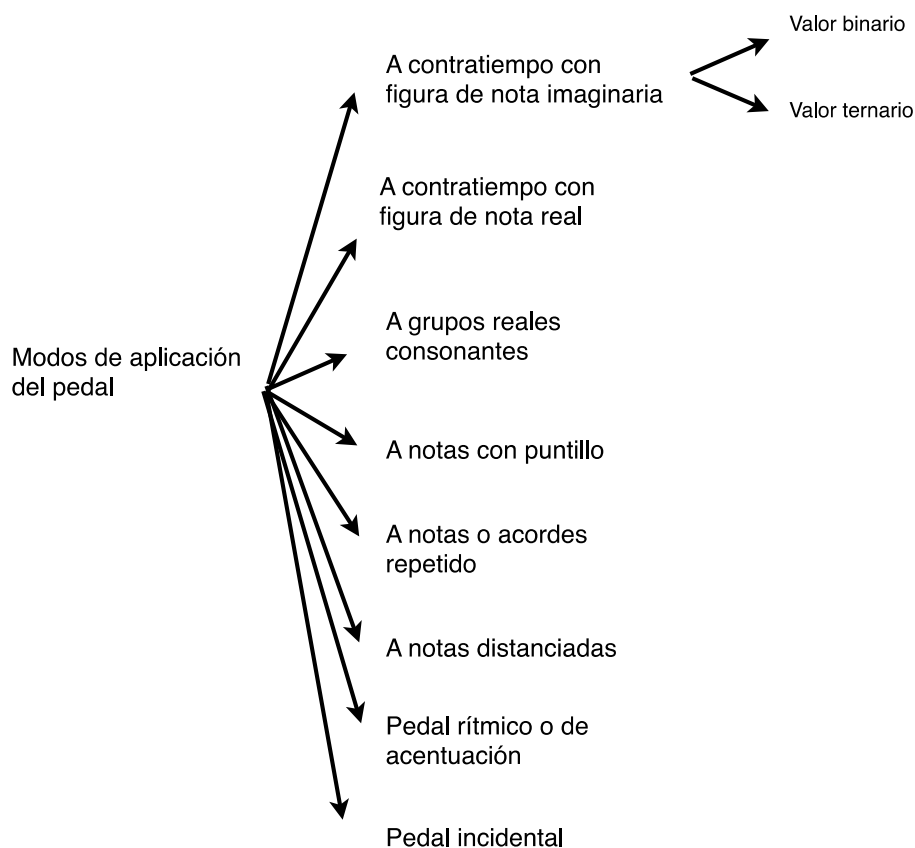 Valor binario
A contratiempo con
figura de nota imaginaria
Valor ternario
A contratiempo con
figura de nota real
A grupos reales
consonantes
Modos de aplicación
del pedal
A notas con puntillo
A notas o acordes
repetido
A notas distanciadas
Pedal rítmico o de
acentuación
Pedal incidental